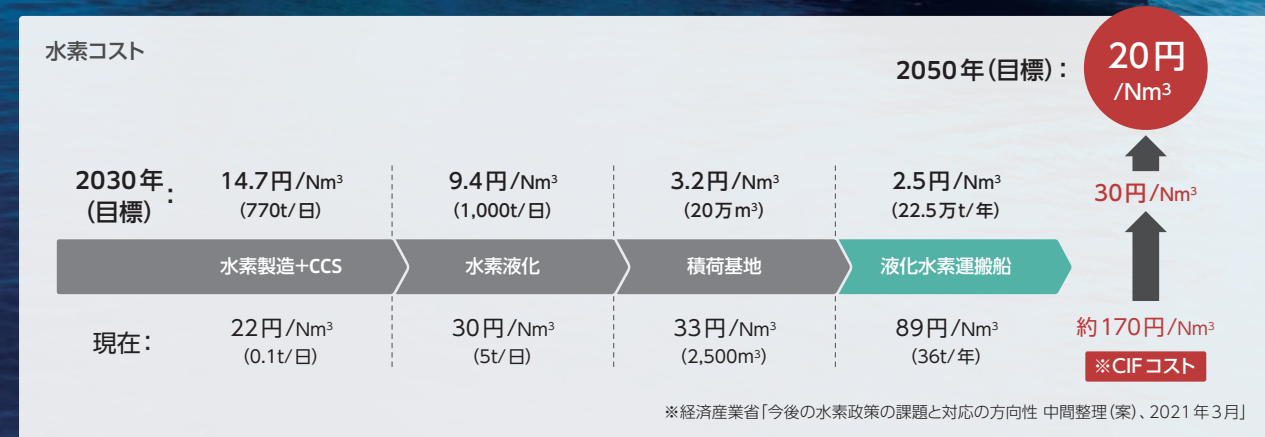 水素コスト
2050年(目標):
20円
/Nm³
2030年
(目標)
:
14.7円/Nm³
(770t/日)
9.4円/Nm³
(1,000t/日)
3.2円/Nm³
(20万m³)
2.5円/Nm³
(22.5万t/年)
30円/Nm³
水素製造+CCS
水素液化
積荷基地
液化水素運搬船
現在:
22円/Nm³
(0.1t/日)
30円/Nm³
(5t/日)
33円/Nm³
(2,500m³)
89円/Nm³
(36t/年)
約170円/Nm³
※CIFコスト
※経済産業省「今後の水素政策の課題と対応の方向性 中間整理(案)、2021年3月」